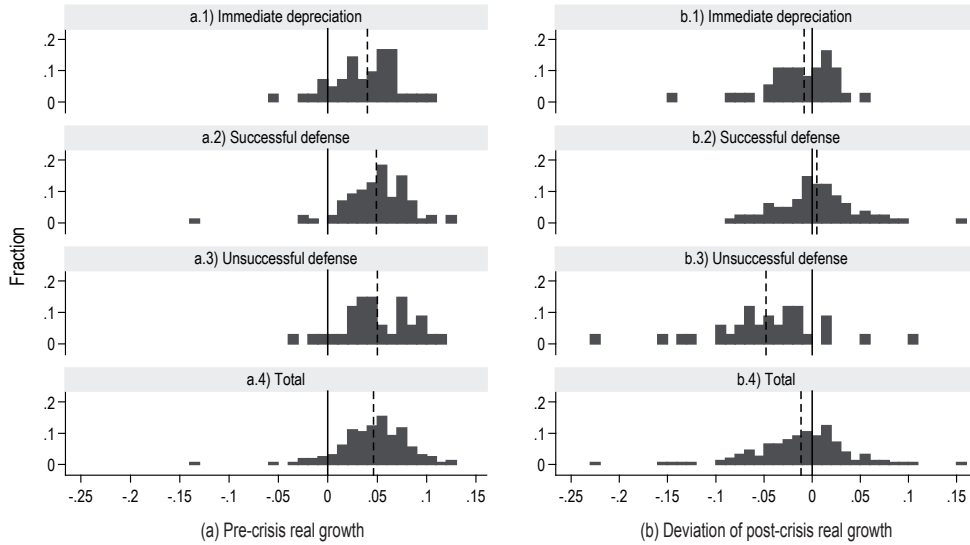 a.1) Immediate depreciation
.2
.1
0
a.2) Successful defense
.2
.1
0
a.3) Unsuccessful defense
.2
.1
0
a.4) Total
.2
.1
0
-.25 -.2 -.15 -.1 -.05 0 .05 .1 .15
(a) Pre-crisis real growth
Fraction
b.1) Immediate depreciation
.2
.1
0
b.2) Successful defense
.2
.1
0
b.3) Unsuccessful defense
.2
.1
0
b.4) Total
.2
.1
0
-.25 -.2 -.15 -.1 -.05 0 .05 .1 .15
(b) Deviation of post-crisis real growth